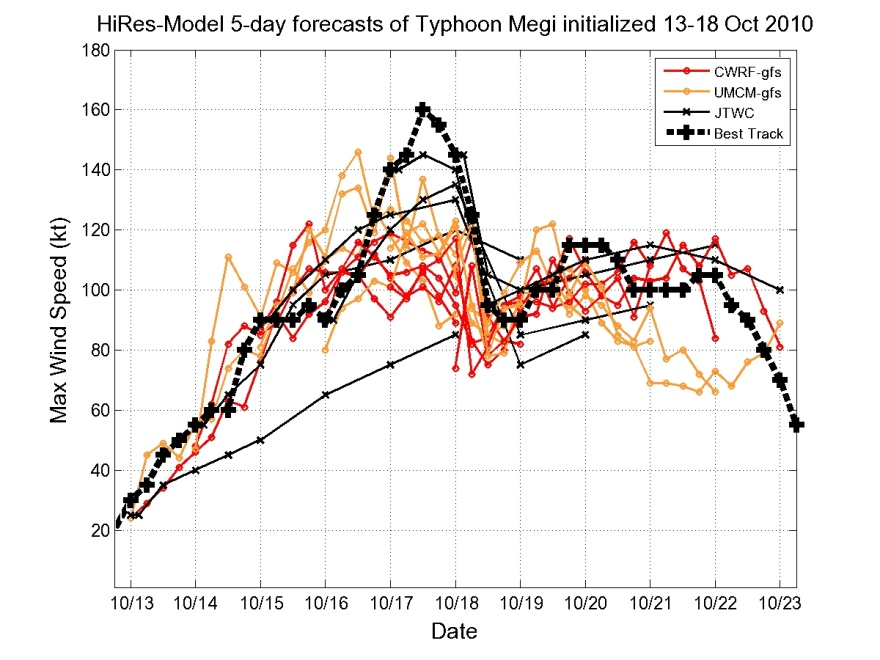 HiRes-Model 5-day forecasts of Typhoon Megi initialized 13-18 Oct 2010
CWRF-gfs
UMCM-gfs
JTWC
Best Track
Max Wind Speed (kt)
180
160
140
120
100
80
60
40
20
10/13 10/14 10/15 10/16 10/17 10/18 10/19 10/20 10/21 10/22 10/23
Date